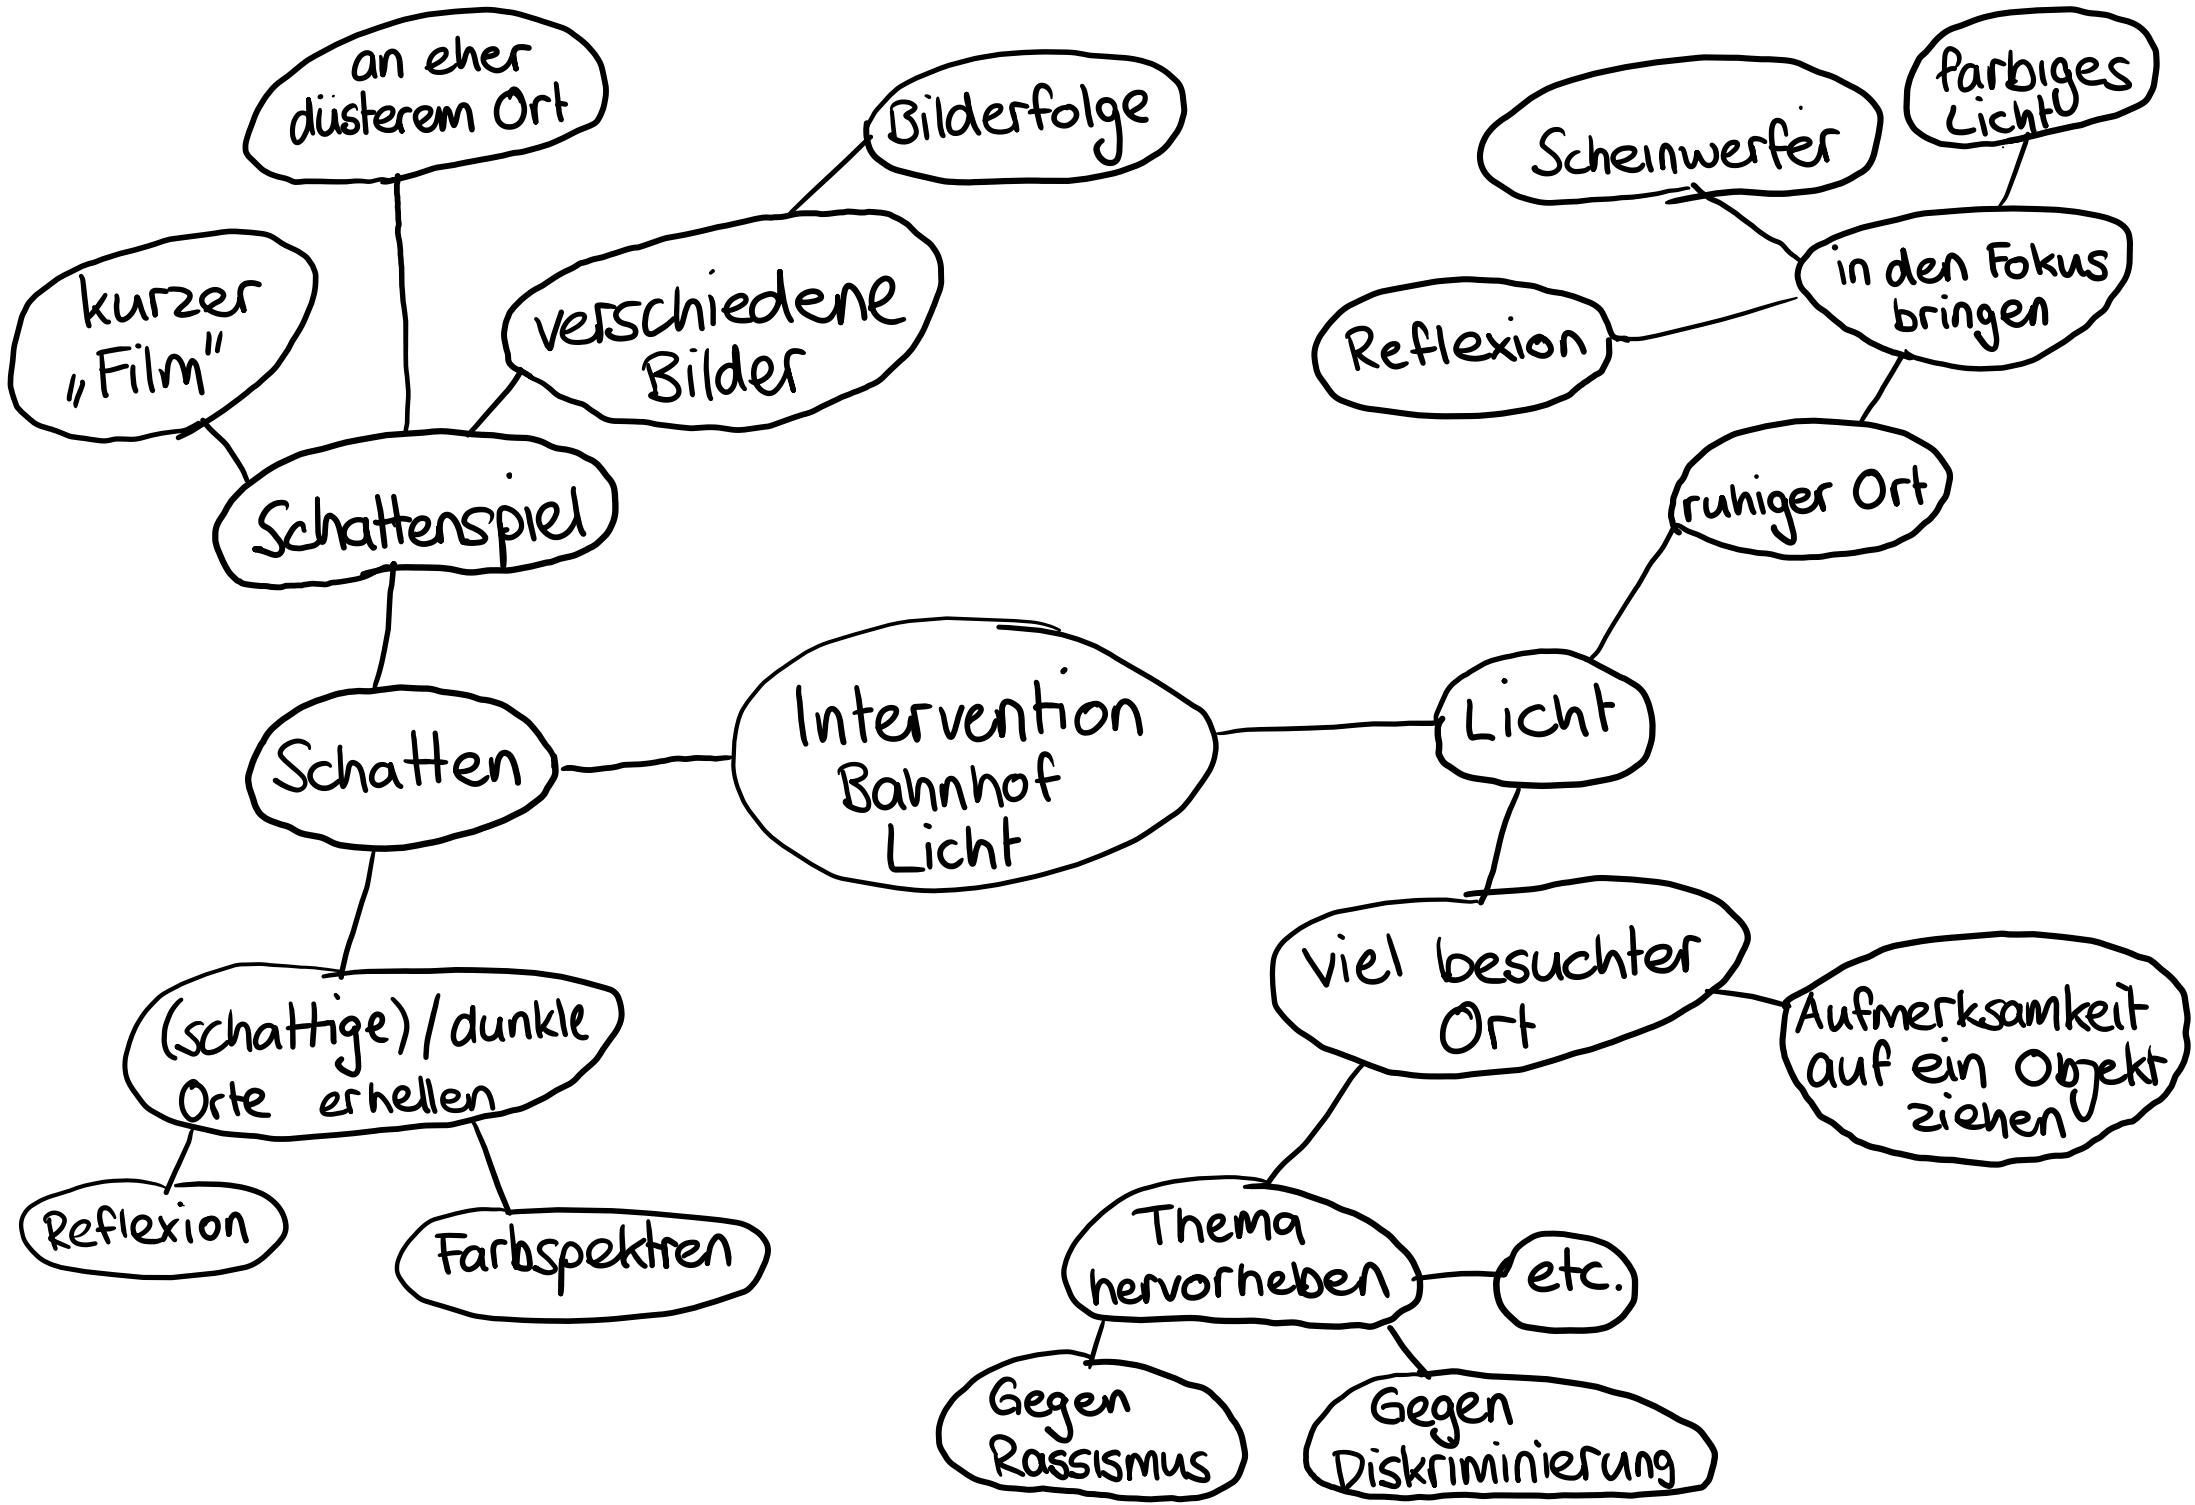 an eher
düsterem Ort
Bilderfolge
Scheinwerfer
farbiges
Licht
kurzer
„Film"
verschiedene
Bilder
in den Fokus
bringen
Reflexion
Schattenspiel
ruhiger Ort
Schatten
Intervention
Bahnhof
Licht
Licht
(schattige)/dunkle
Orte erhellen
viel besuchter
Ort
Aufmerksamkeit
auf ein Objekt
ziehen
Reflexion
Farbspektren
Thema
hervorheben
etc.
Gegen
Rassismus
Gegen
Diskriminierung